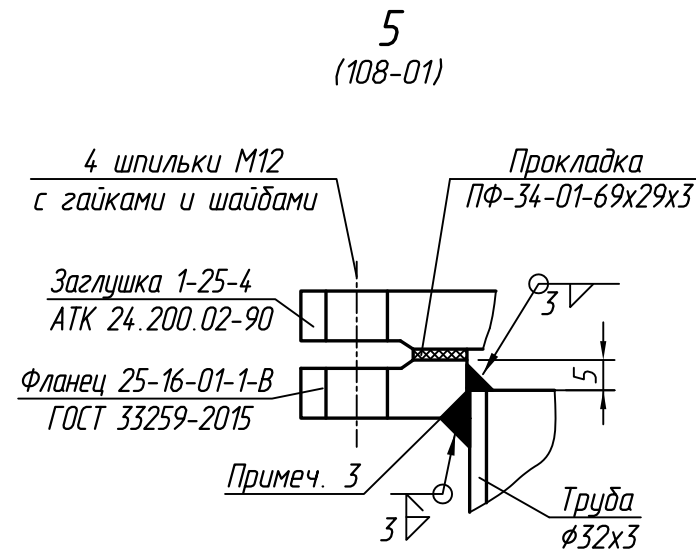 5
(108-01)
4 шпильки М12
с гайками и шайбами
Прокладка
ПФ-34-01-69х29х3
Заглушка 1-25-4
АТК 24.200.02-90
3
5
Фланец 25-16-01-1-В
ГОСТ 33259-2015
Примеч. 3
3
Труба
ϕ32х3